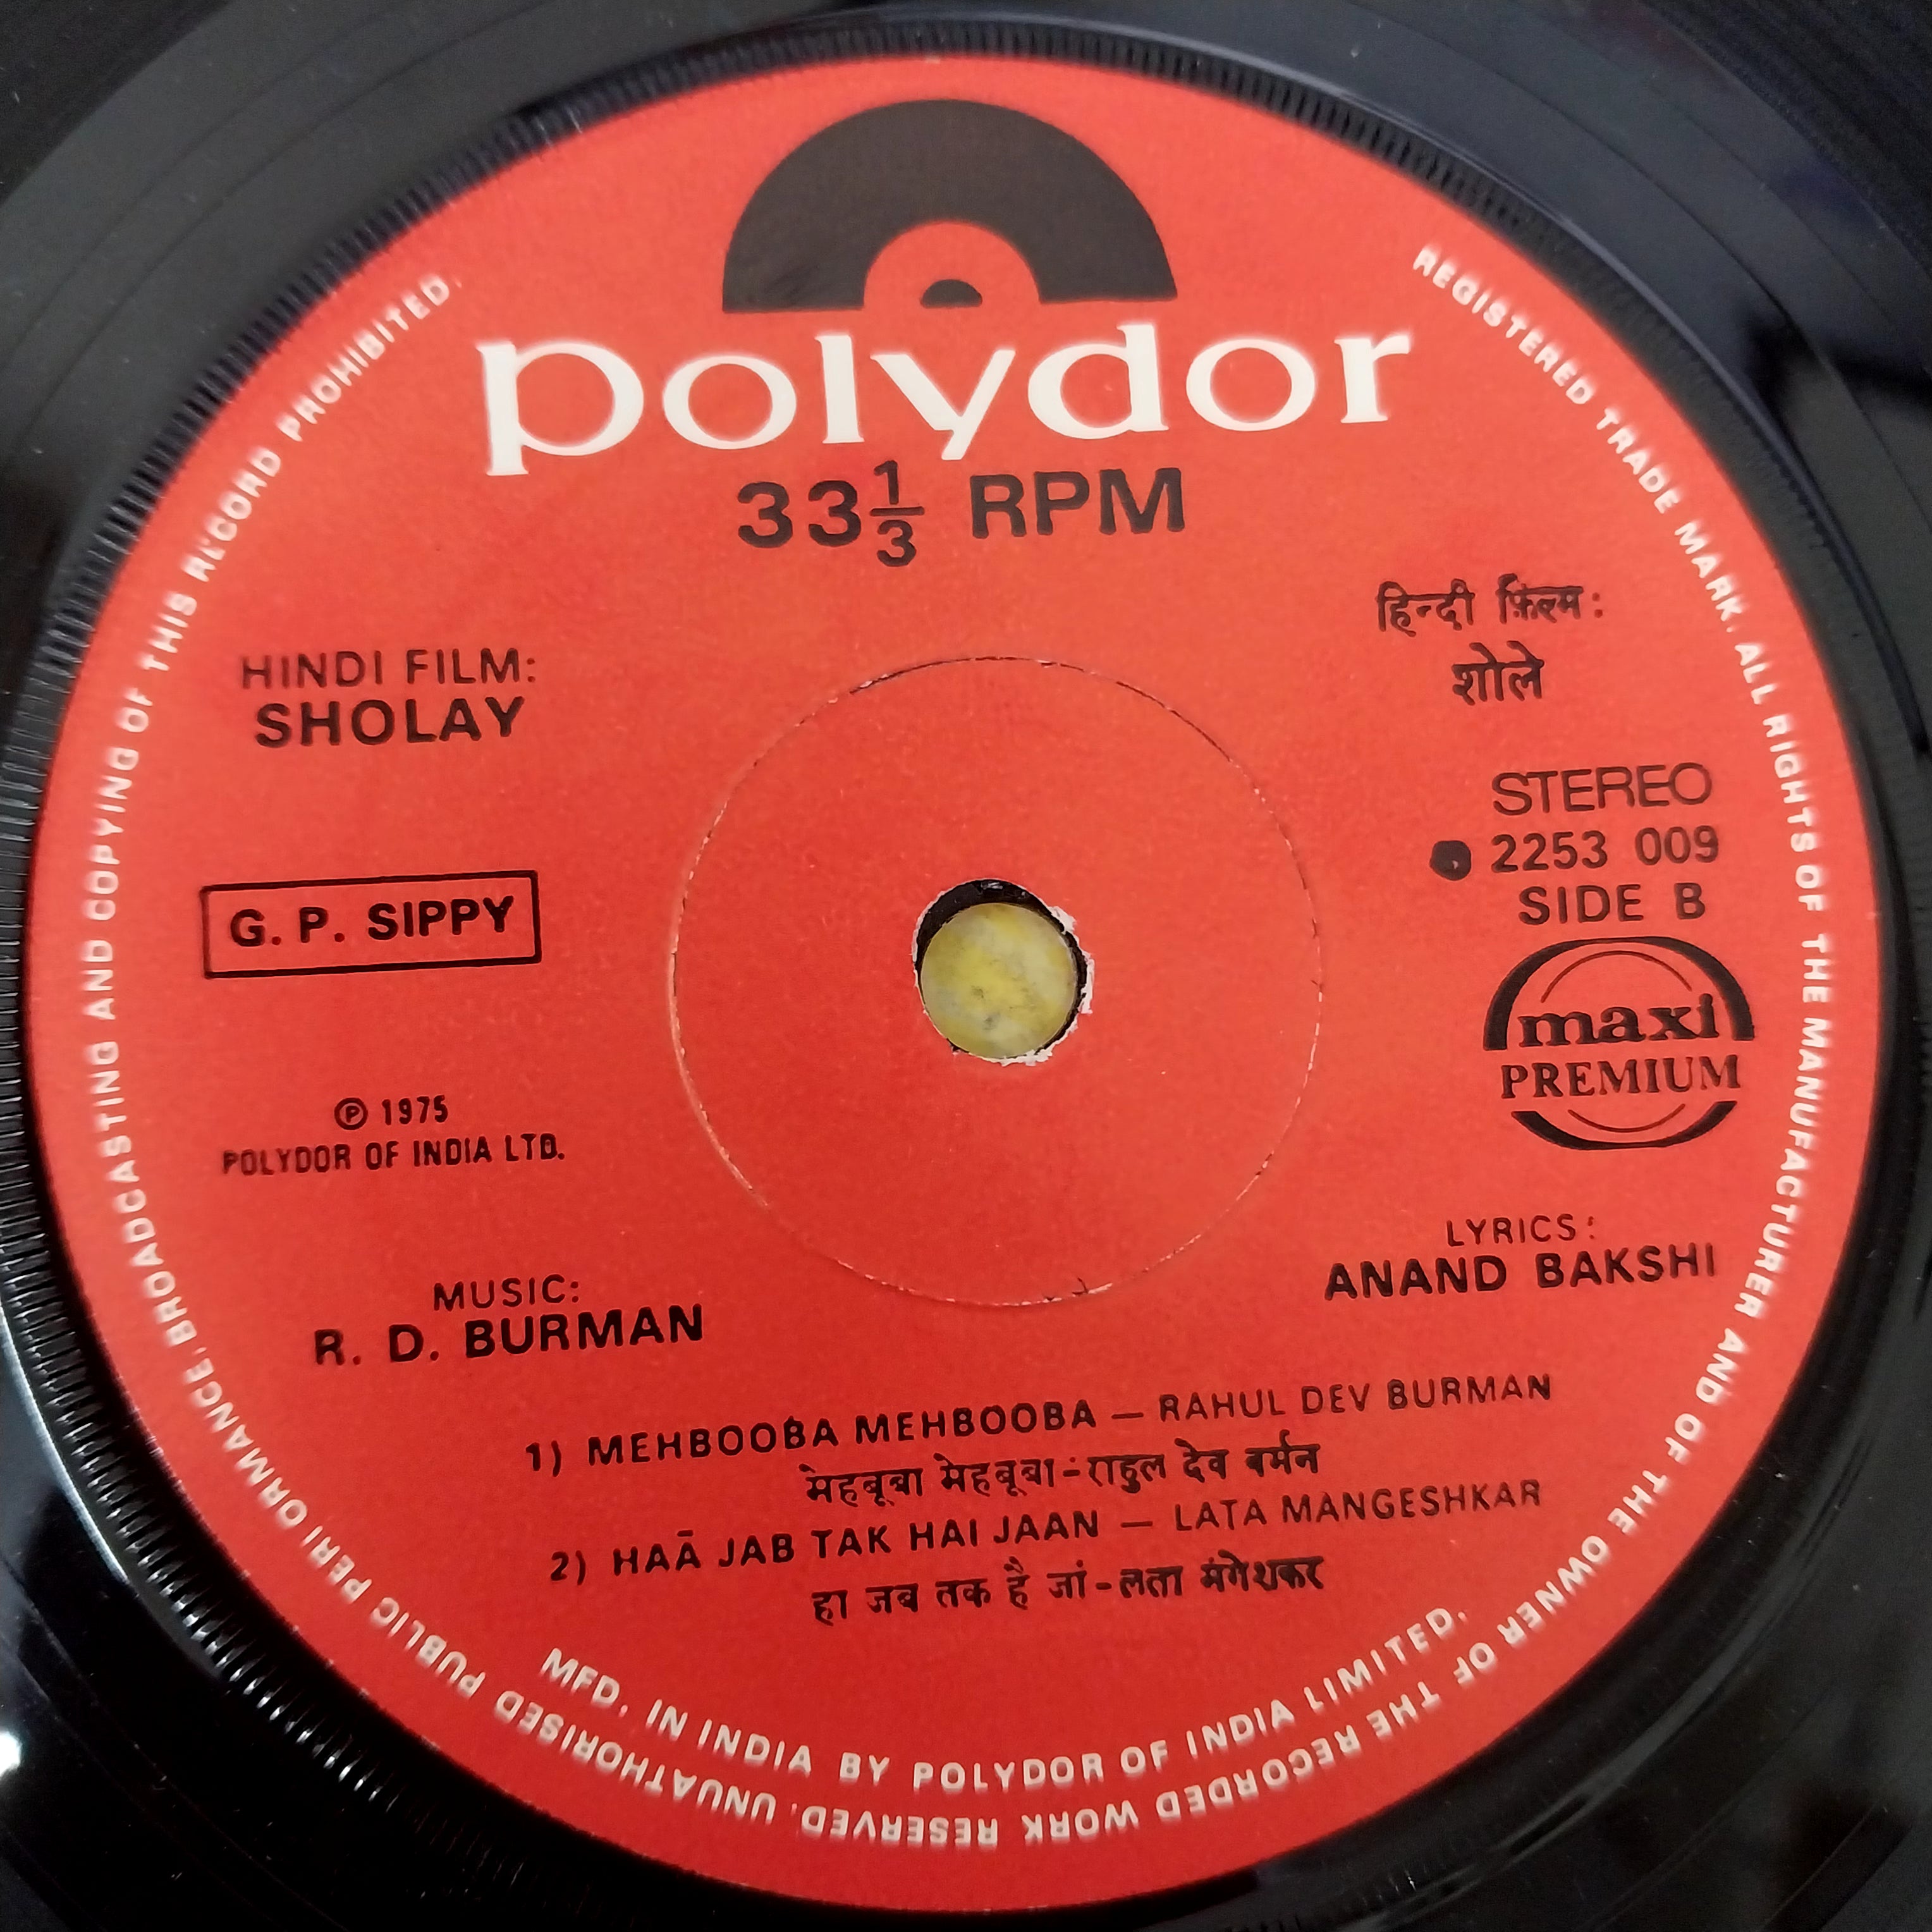 polydor
33 1/3 RPM
HINDI FILM:
SHOLAY
हिन्दी फ़िल्म:
शोले
STEREO
2253 009
SIDE B
maxi
PREMIUM
G. P. SIPPY
℗ 1975
POLYDOR OF INDIA LTD.
MUSIC:
R. D. BURMAN
LYRICS:
ANAND BAKSHI
1) MEHBOOBA MEHBOOBA — RAHUL DEV BURMAN
मेहबूबा मेहबूबा-राहुल देव बर्मन
2) HAĀ JAB TAK HAI JAAN — LATA MANGESHKAR
हा जब तक है जां-लता मंगेशकर
MFD. IN INDIA BY POLYDOR OF INDIA LIMITED.
REGISTERED TRADE MARK. ALL RIGHTS OF THE MANUFACTURER AND OF THE OWNER OF THE RECORDED WORK RESERVED. UNUATHORISED PUBLIC PERFORMANCE, BROADCASTING AND COPYING OF THIS RECORD PROHIBITED.